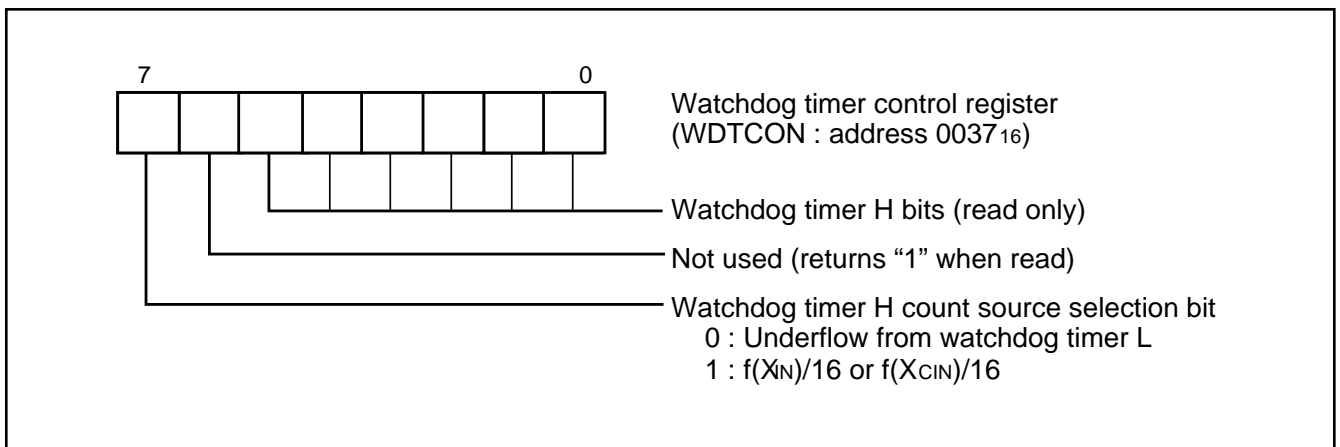 7 0
Watchdog timer control register
(WDTCON : address 003716)
Watchdog timer H bits (read only)
Not used (returns “1” when read)
Watchdog timer H count source selection bit
0 : Underflow from watchdog timer L
1 : f(XIN)/16 or f(XCIN)/16